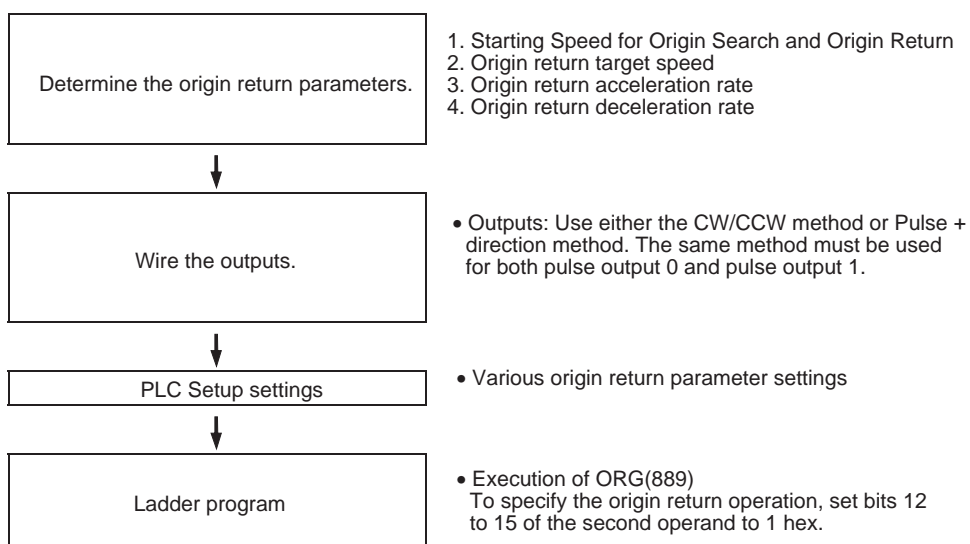 Determine the origin return parameters.
1. Starting Speed for Origin Search and Origin Return
2. Origin return target speed
3. Origin return acceleration rate
4. Origin return deceleration rate
Wire the outputs.
• Outputs: Use either the CW/CCW method or Pulse +
direction method. The same method must be used
for both pulse output 0 and pulse output 1.
PLC Setup settings
• Various origin return parameter settings
Ladder program
• Execution of ORG(889)
To specify the origin return operation, set bits 12
to 15 of the second operand to 1 hex.